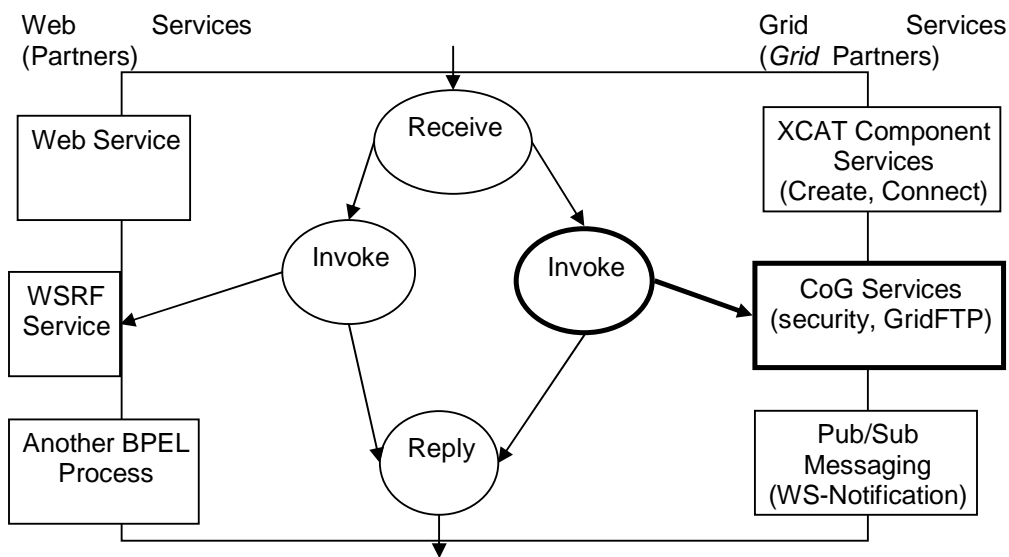 Web Services
(Partners)
Grid Services
(Grid Partners)
Receive
Web Service
XCAT Component
Services
(Create, Connect)
Invoke
Invoke
WSRF
Service
CoG Services
(security, GridFTP)
Another BPEL
Process
Reply
Pub/Sub
Messaging
(WS-Notification)